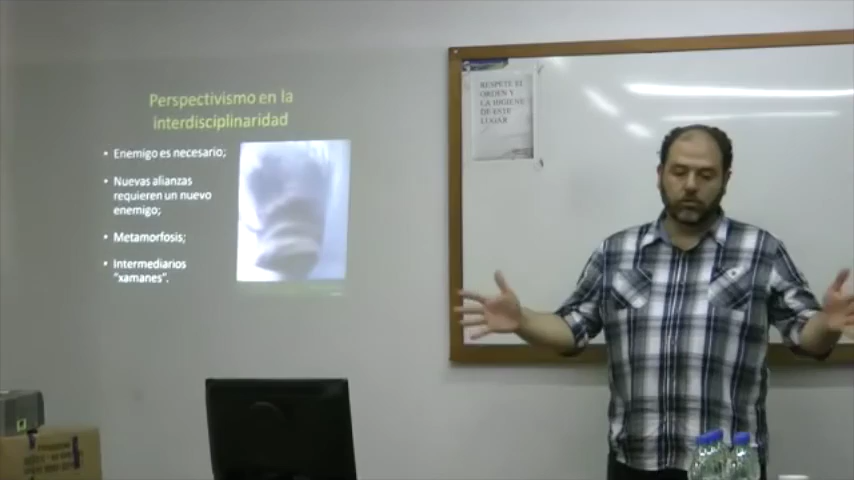 Perspectivismo en la
interdisciplinaridad
• Enemigo es necesario;
• Nuevas alianzas
requieren un nuevo
enemigo;
• Metamorfosis;
• Intermediarios
“xamanes”.
RESPETE EL
ORDEN Y
LA HIGIENE
DE ESTE
LUGAR